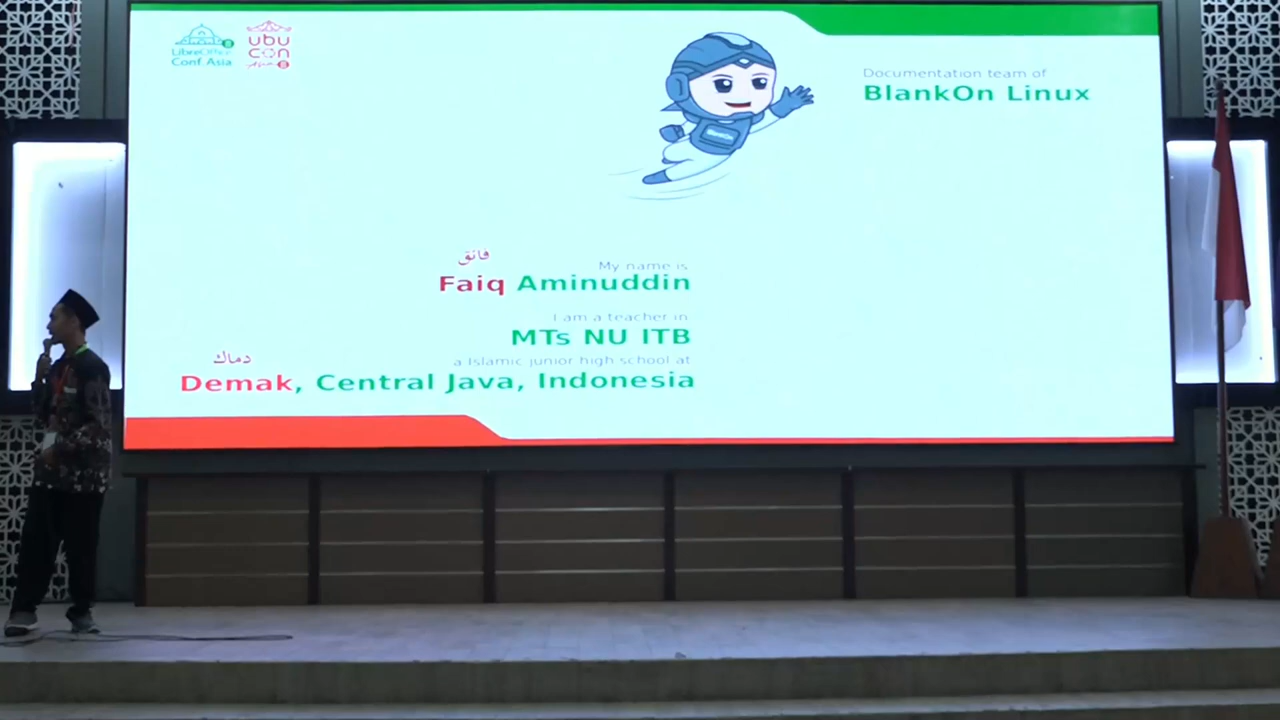 LibreOffice
Conf. Asia
ubu
con
Documentation team of
BlankOn Linux
BlankOn
فائق
My name is
Faiq Aminuddin
I am a teacher in
MTs NU ITB
دماك
a Islamic junior high school at
Demak, Central Java, Indonesia